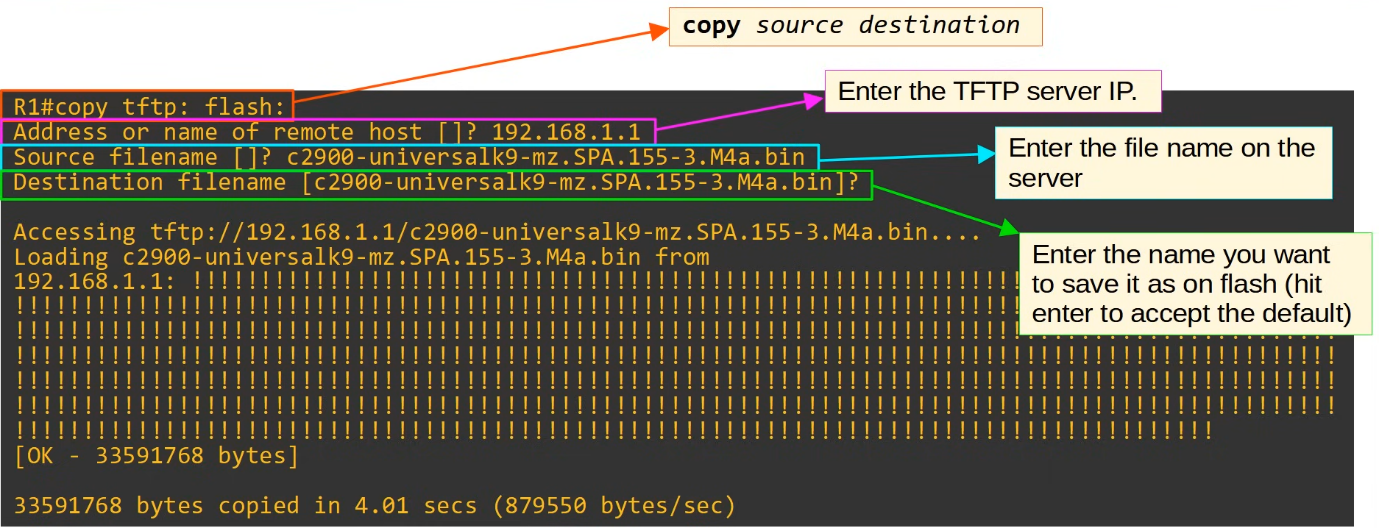 copy source destination
Enter the TFTP server IP.
R1#copy tftp: flash:
Address or name of remote host []? 192.168.1.1
Source filename []? c2900-universalk9-mz.SPA.155-3.M4a.bin
Enter the file name on the
server
Destination filename [c2900-universalk9-mz.SPA.155-3.M4a.bin]?
Accessing tftp://192.168.1.1/c2900-universalk9-mz.SPA.155-3.M4a.bin....
Loading c2900-universalk9-mz.SPA.155-3.M4a.bin from
Enter the name you want
to save it as on flash (hit
enter to accept the default)
192.168.1.1: !!!!!!!!!!!!!!!!!!!!!!!!!!!!!!!!!!!!!!!!!!!!!!!!!!!!!!!!!!!!!
!!!!!!!!!!!!!!!!!!!!!!!!!!!!!!!!!!!!!!!!!!!!!!!!!!!!!!!!!!!!!!!!!!!!!!!!!!
!!!!!!!!!!!!!!!!!!!!!!!!!!!!!!!!!!!!!!!!!!!!!!!!!!!!!!!!!!!!!!!!!!!!!!!!!!
!!!!!!!!!!!!!!!!!!!!!!!!!!!!!!!!!!!!!!!!!!!!!!!!!!!!!!!!!!!!!!!!!!!!!!!!!!!!!!!!!!!!!!!!!!!!!!!!!
!!!!!!!!!!!!!!!!!!!!!!!!!!!!!!!!!!!!!!!!!!!!!!!!!!!!!!!!!!!!!!!!!!!!!!!!!!!!!!!!!!!!!!!!!!!!!!!!!
!!!!!!!!!!!!!!!!!!!!!!!!!!!!!!!!!!!!!!!!!!!!!!!!!!!!!!!!!!!!!!!!!!!!!!!!!!!!!!!!!!!!!!!!!!!!!!!!!
!!!!!!!!!!!!!!!!!!!!!!!!!!!!!!!!!!!!!!!!!!!!!!!!!!!!!!!!!!!!!!!!!!!!!!!!!!!!!!!!!!!!!!!!
[OK - 33591768 bytes]
33591768 bytes copied in 4.01 secs (879550 bytes/sec)